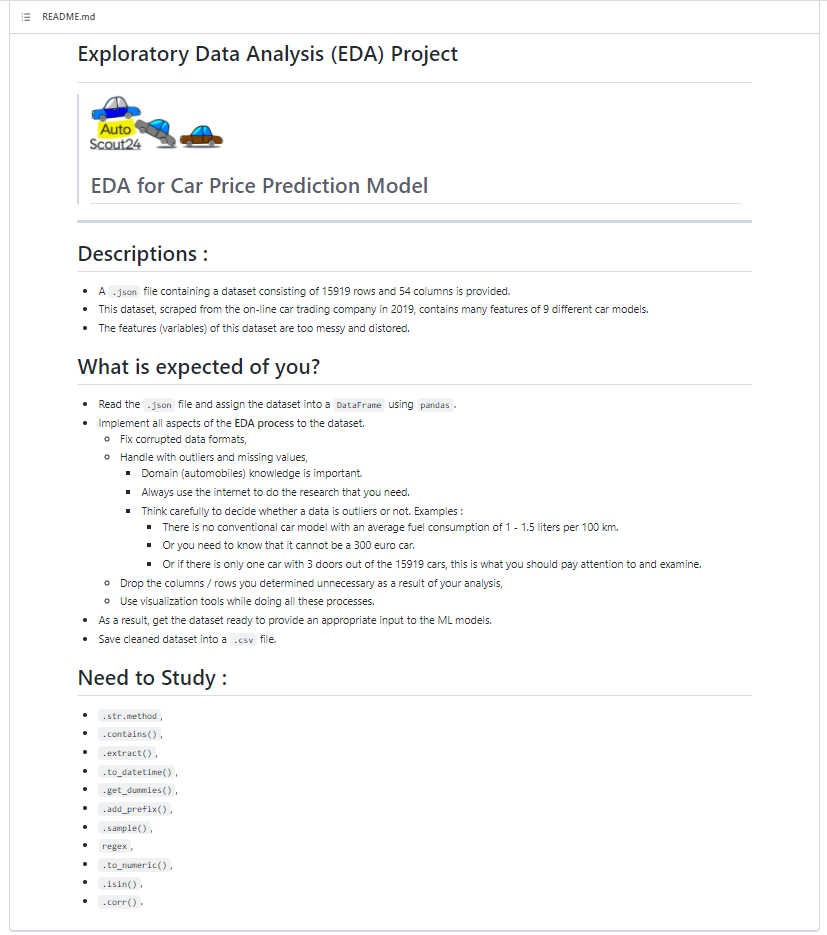 README.md
Exploratory Data Analysis (EDA) Project
Auto
Scout24
EDA for Car Price Prediction Model
Descriptions :
A .json file containing a dataset consisting of 15919 rows and 54 columns is provided.
This dataset, scraped from the on-line car trading company in 2019, contains many features of 9 different car models.
The features (variables) of this dataset are too messy and distored.
What is expected of you?
Read the .json file and assign the dataset into a DataFrame using pandas.
Implement all aspects of the EDA process to the dataset.
Fix corrupted data formats,
Handle with outliers and missing values,
Domain (automobiles) knowledge is important.
Always use the internet to do the research that you need.
Think carefully to decide whether a data is outliers or not. Examples :
There is no conventional car model with an average fuel consumption of 1 - 1.5 liters per 100 km.
Or you need to know that it cannot be a 300 euro car.
Or if there is only one car with 3 doors out of the 15919 cars, this is what you should pay attention to and examine.
Drop the columns / rows you determined unnecessary as a result of your analysis,
Use visualization tools while doing all these processes.
As a result, get the dataset ready to provide an appropriate input to the ML models.
Save cleaned dataset into a .csv file.
Need to Study :
.str.method,
.contains(),
.extract(),
.to_datetime(),
.get_dummies(),
.add_prefix(),
.sample(),
regex,
.to_numeric(),
.isin(),
.corr().